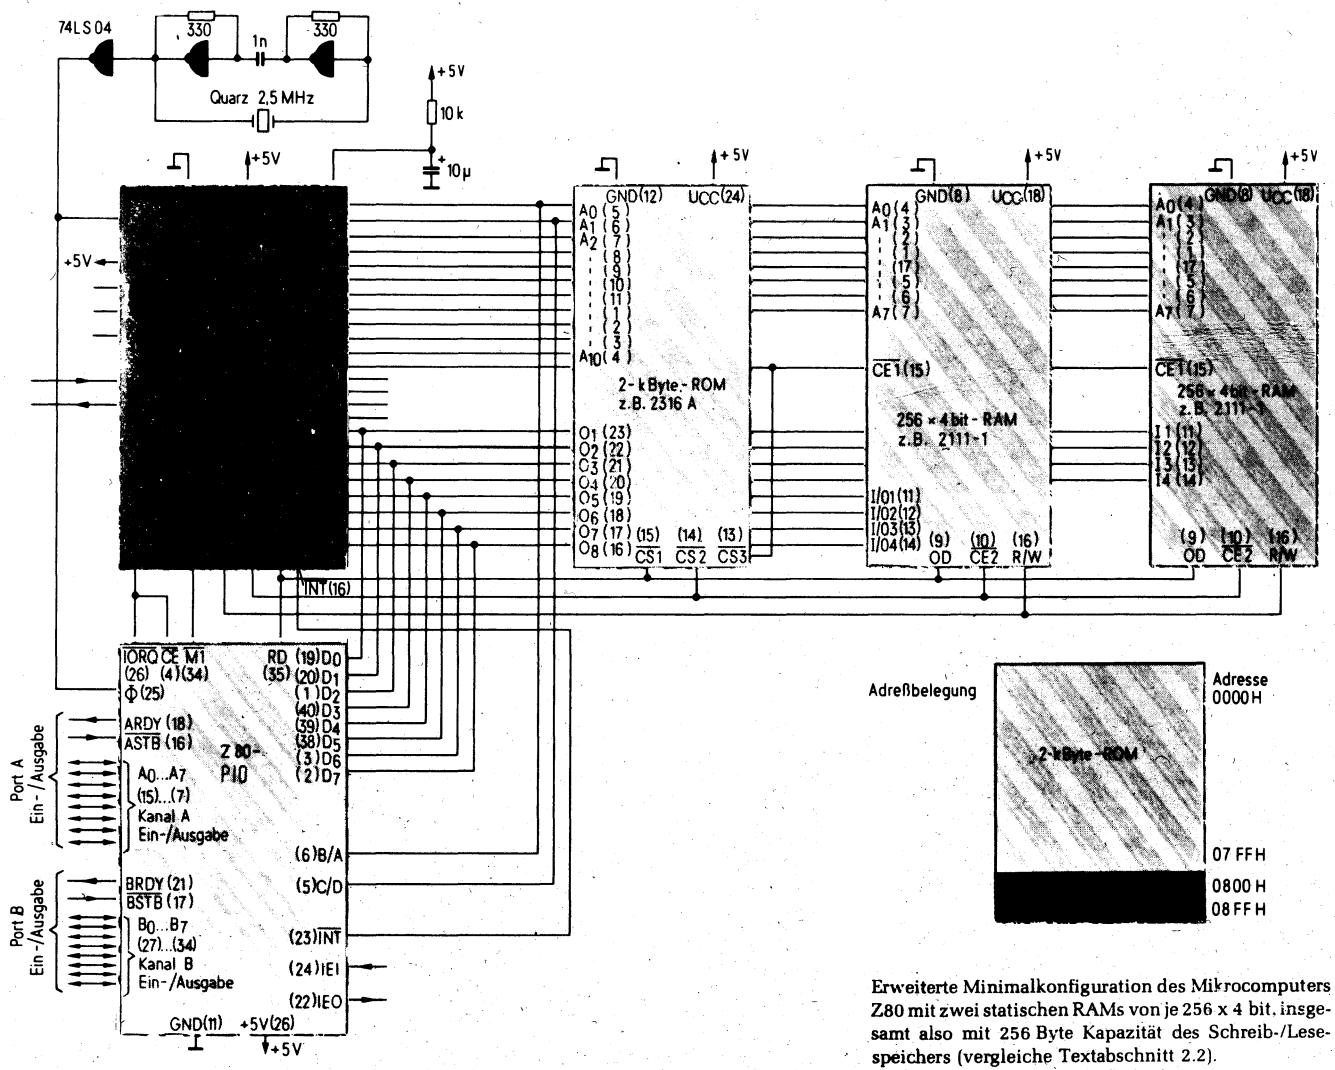 74LS04
330
330
1n
Quarz 2,5 MHz
+5V
10k
+
10µ
+5V
+5V
+5V
+5V
+5V
GND(12) UCC(24)
A0(5)
A1(6)
A2(7)
(8)
(9)
(10)
(11)
(1)
(2)
(3)
A10(4)
2-kByte-ROM
z.B. 2316 A
O1(23)
O2(22)
O3(21)
O4(20)
O5(19)
O6(18)
O7(17)
O8(16)
(15) (14) (13)
CS1 CS2 CS3
GND(8) UCC(18)
A0(4)
A1(3)
(2)
(1)
(17)
(5)
(6)
A7(7)
CE1(15)
256×4bit-RAM
z.B. 2111-1
I/O1(11)
I/O2(12)
I/O3(13)
I/O4(14)
(9) (10) (16)
OD CE2 R/W
GND(8) UCC(18)
A0(4)
A1(3)
(2)
(1)
(17)
(5)
(6)
A7(7)
CE1(15)
256×4bit-RAM
z.B. 2111-1
I1(11)
I2(12)
I3(13)
I4(14)
(9) (10) (16)
OD CE2 R/W
INT(16)
IORQ CE M1 RD
(26) (4)(34) (35)
Φ(25)
(19)D0
(20)D1
(1)D2
(40)D3
(39)D4
(38)D5
(3)D6
(2)D7
ARDY(18)
ASTB(16)
Z80-
PIO
Port A
Ein-/Ausgabe
A0...A7
(15)...(7)
Kanal A
Ein-/Ausgabe
(6)B/A
(5)C/D
BRDY(21)
BSTB(17)
Port B
Ein-/Ausgabe
B0...B7
(27)...(34)
Kanal B
Ein-/Ausgabe
(23)INT
(24)IEI
(22)IEO
GND(11) +5V(26)
+5V
Adreßbelegung
Adresse
0000H
2-kByte-ROM
07FFH
0800H
08FFH
Erweiterte Minimalkonfiguration des Mikrocomputers
Z80 mit zwei statischen RAMs von je 256 x 4 bit, insge-
samt also mit 256 Byte Kapazität des Schreib-/Lese-
speichers (vergleiche Textabschnitt 2.2).